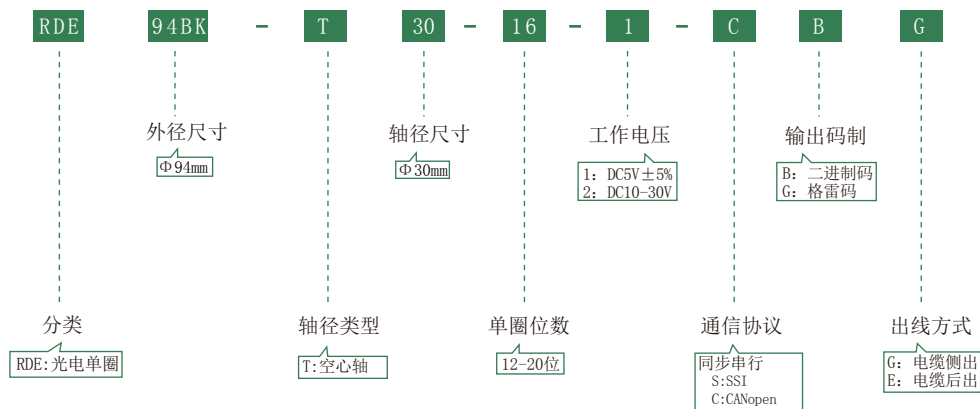 RDE 94BK - T 30 - 16 - 1 - C B G
外径尺寸
Φ94mm
轴径尺寸
Φ30mm
工作电压
1: DC5V±5%
2: DC10-30V
输出码制
B: 二进制码
G: 格雷码
分类
RDE:光电单圈
轴径类型
T:空心轴
单圈位数
12-20位
通信协议
同步串行
S:SSI
C:CANopen
出线方式
G: 电缆侧出
E: 电缆后出